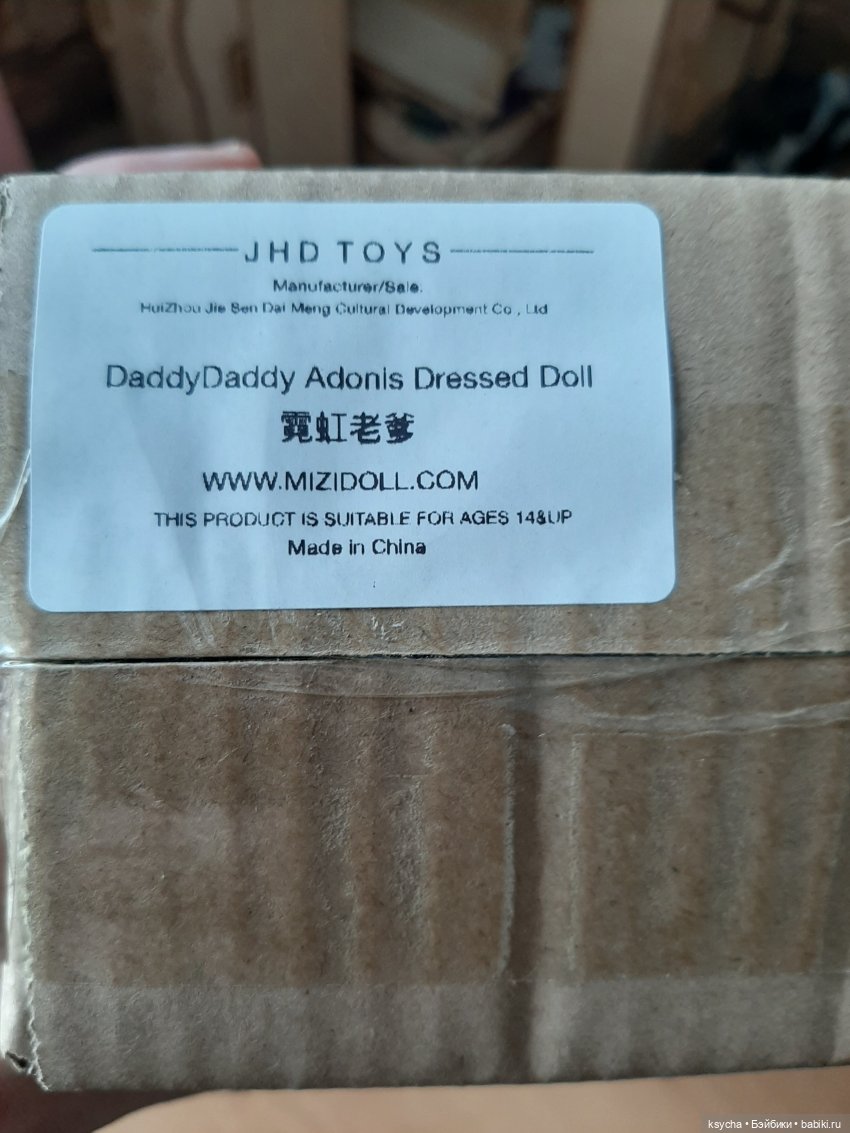 JHD TOYS
Manufacturer/Sale:
HuiZhou Jie Sen Dai Meng Cultural Development Co., Ltd
DaddyDaddy Adonis Dressed Doll
霓虹老爹
WWW.MIZIDOLL.COM
THIS PRODUCT IS SUITABLE FOR AGES 14&UP
Made in China
ksycha • Бэйбики • babiki.ru